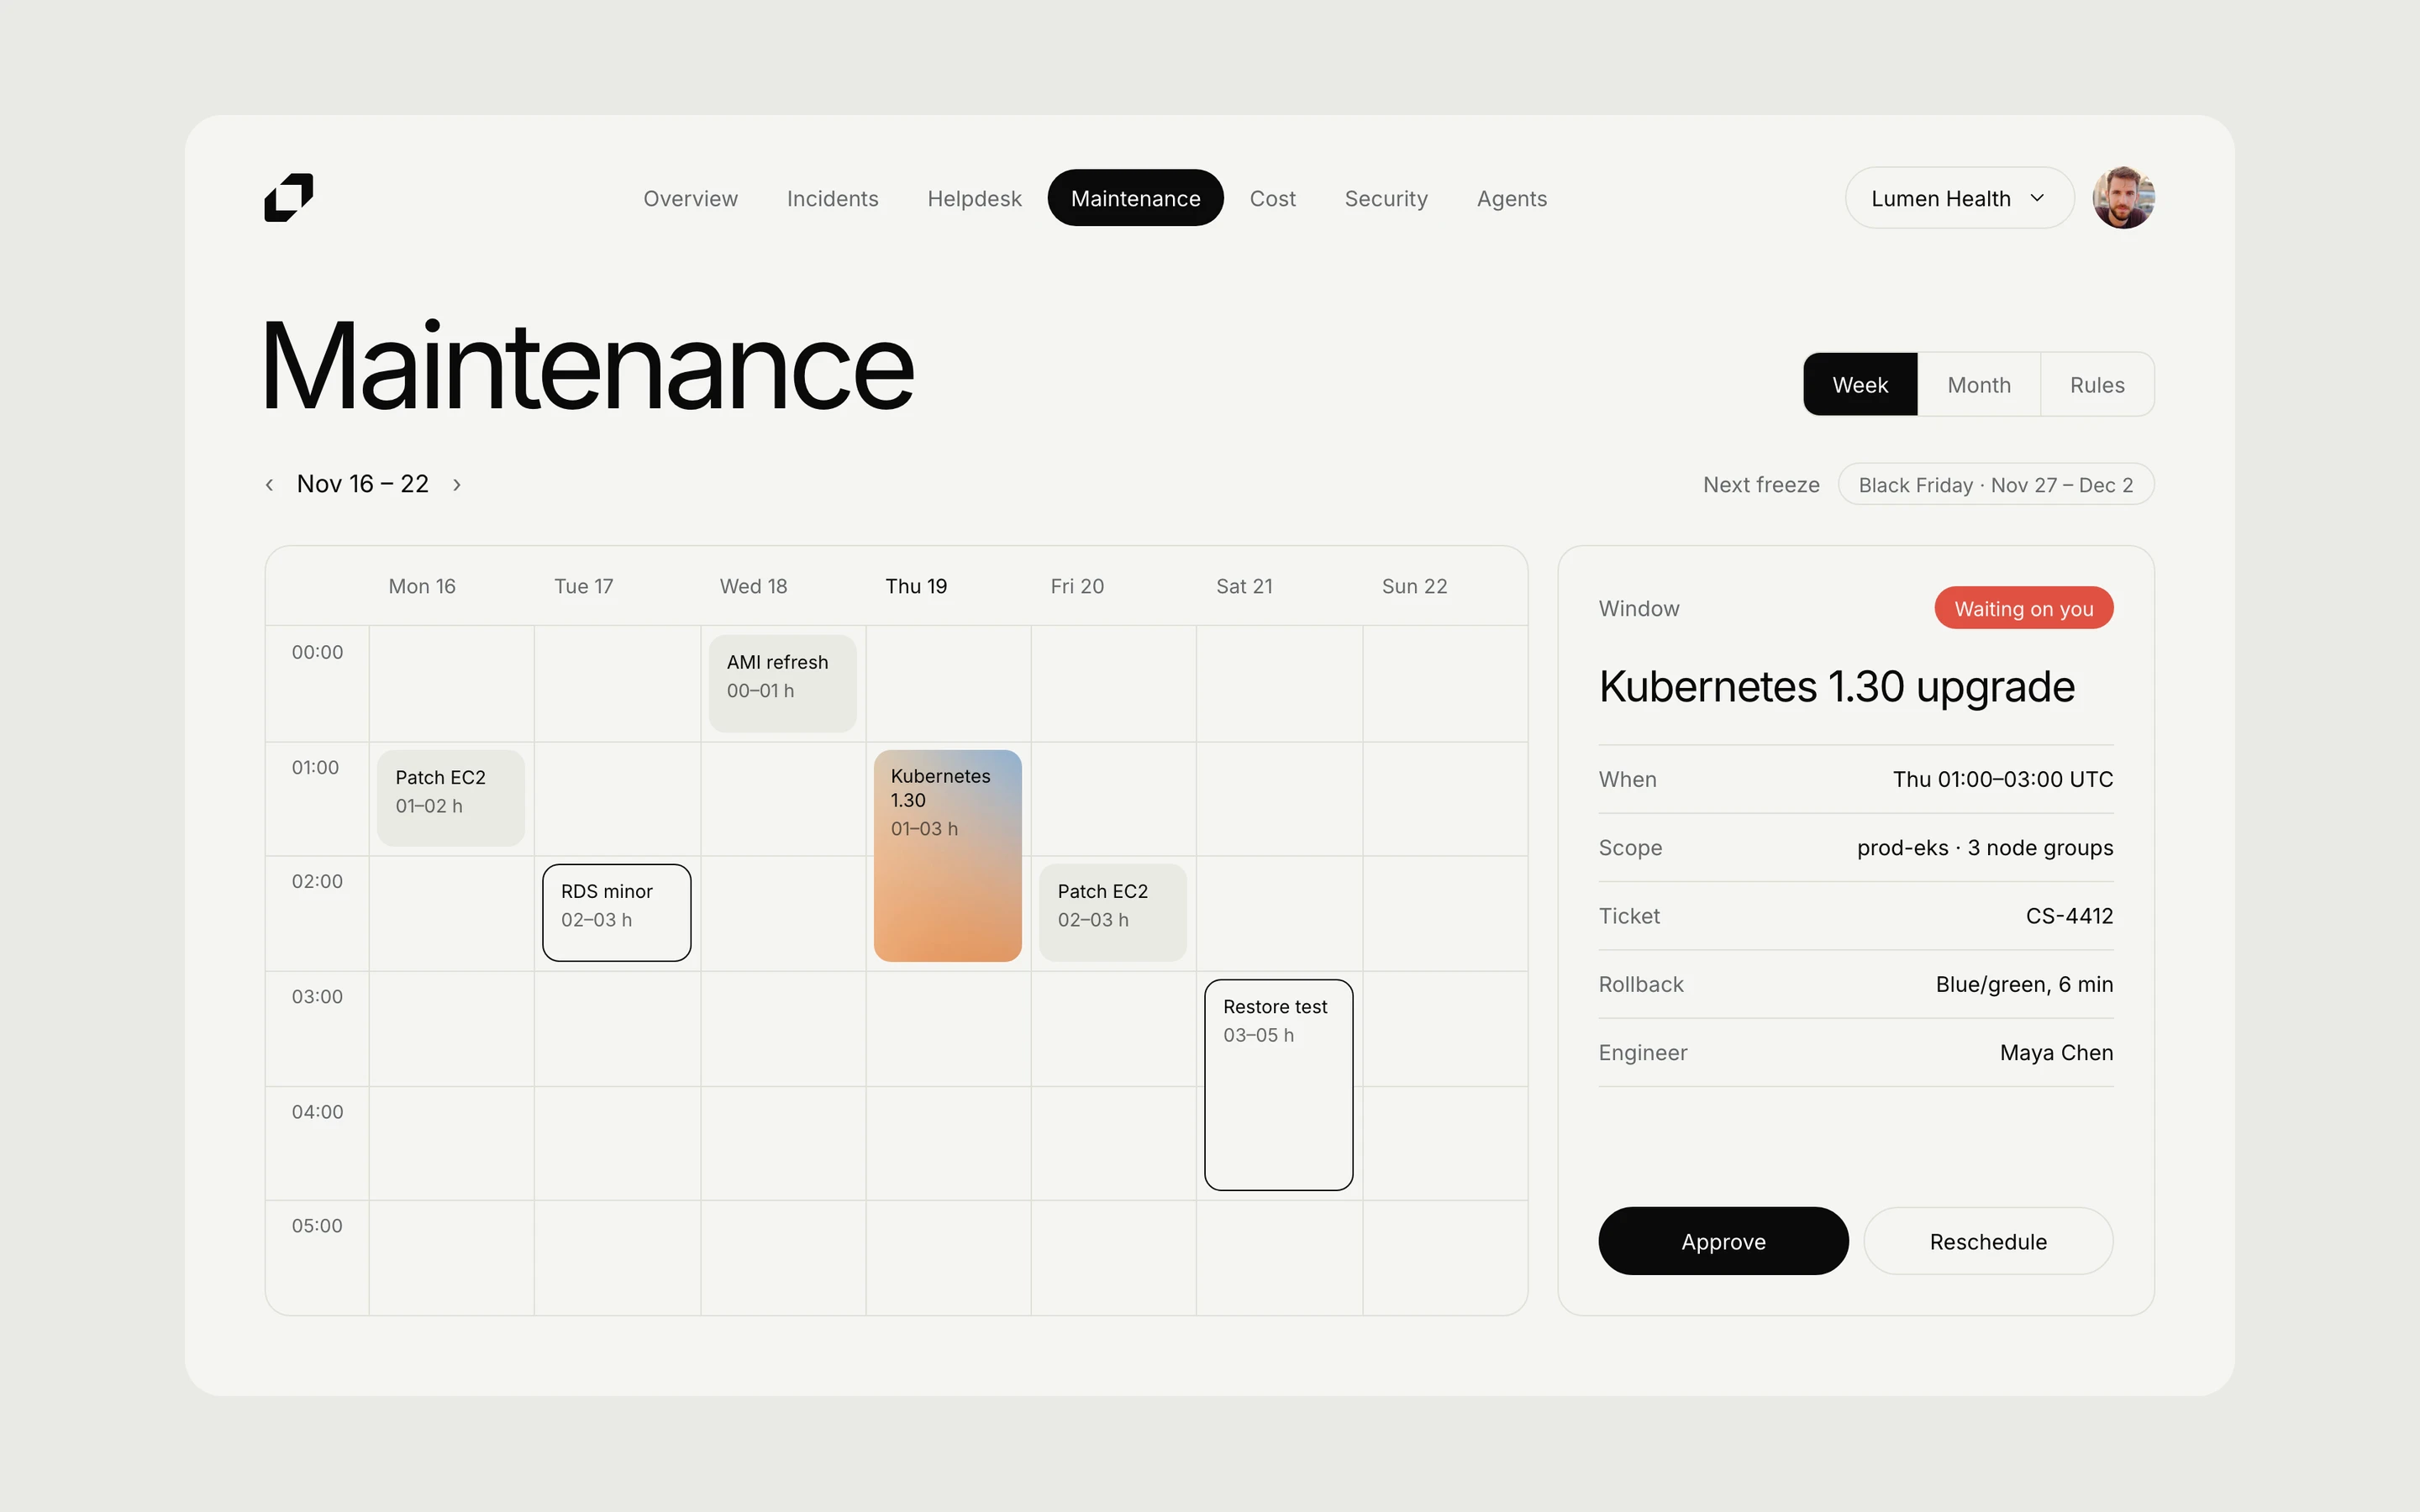 Overview Incidents Helpdesk Maintenance Cost Security Agents
Lumen Health
Maintenance
Week Month Rules
‹ Nov 16 – 22 ›
Next freeze Black Friday · Nov 27 – Dec 2
Mon 16 Tue 17 Wed 18 Thu 19 Fri 20 Sat 21 Sun 22
00:00
AMI refresh
00–01 h
01:00
Patch EC2
01–02 h
Kubernetes
1.30
01–03 h
02:00
RDS minor
02–03 h
Patch EC2
02–03 h
03:00
Restore test
03–05 h
04:00
05:00
Window
Waiting on you
Kubernetes 1.30 upgrade
When Thu 01:00–03:00 UTC
Scope prod-eks · 3 node groups
Ticket CS-4412
Rollback Blue/green, 6 min
Engineer Maya Chen
Approve Reschedule